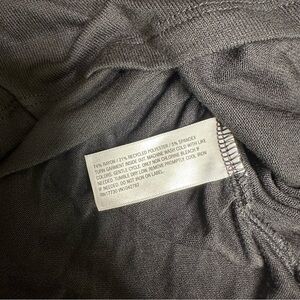 74% RAYON / 21% RECYCLED POLYESTER / 5% SPANDEX
TURN GARMENT INSIDE OUT. MACHINE WASH COLD WITH LIKE
COLORS. GENTLE CYCLE. ONLY NON CHLORINE BLEACH IF
NEEDED. TUMBLE DRY LOW. REMOVE PROMPTLY. COOL IRON
IF NEEDED. DO NOT IRON ON LABEL.